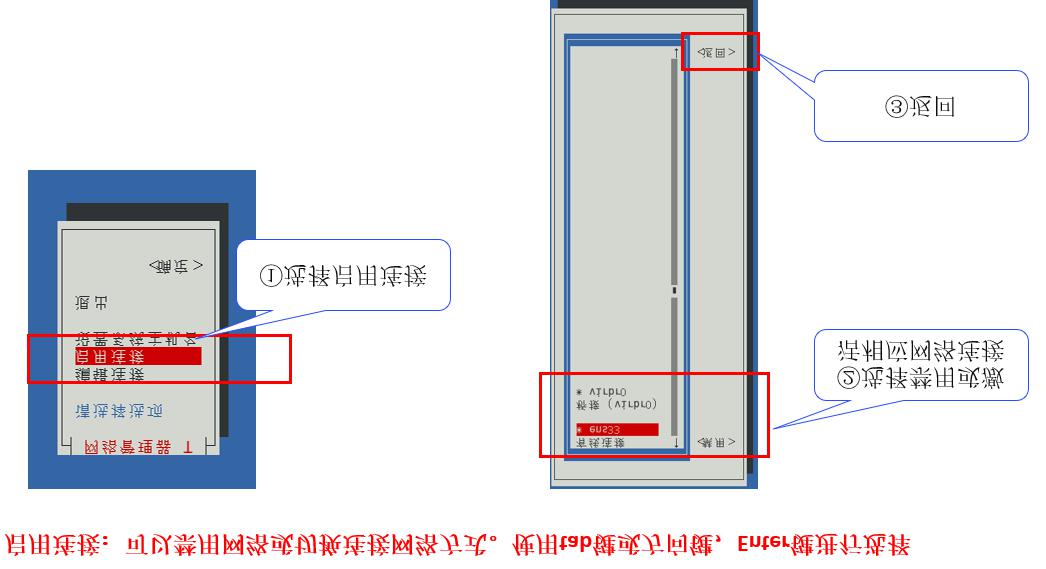 启用连接：可以禁用网络或切换连接网络方式。使用tab键或方向键，Enter键进行选择
网络管理器 T
请选择选项
编辑连接
启用连接
设置系统主机名
退出
<确定>
①选择启用连接
有线连接
* ens33
桥接 (virbr0)
* virbr0
<禁用>
②选择禁用或激
活相应网络连接
<返回>
③返回